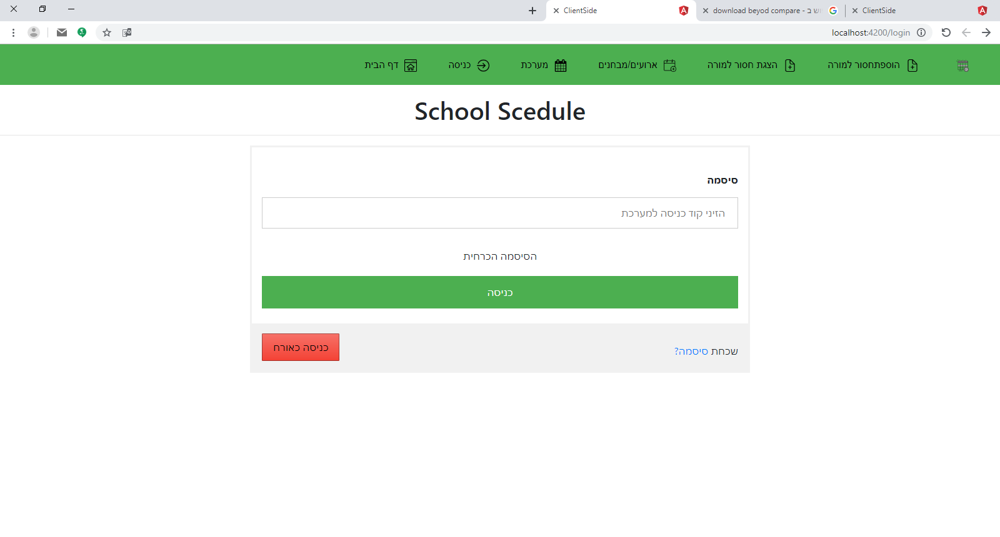 ClientSide
download beyod compare - וש ב
ClientSide
localhost:4200/login
הוספתחסור למורה
הצגת חסור למורה
ארועים/מבחנים
מערכת
כניסה
דף הבית
School Scedule
סיסמה
הזיני קוד כניסה למערכת
הסיסמה הכרחית
כניסה
שכחת סיסמה?
כניסה כאורח